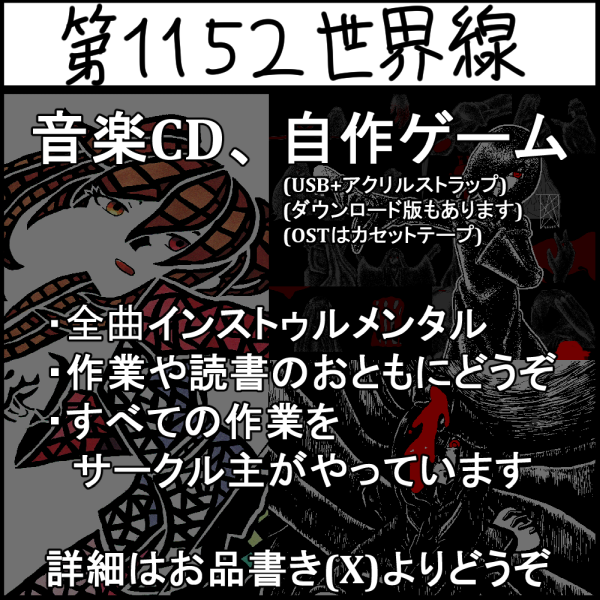 第1152世界線
音楽CD、自作ゲーム
(USB+アクリルストラップ)
(ダウンロード版もあります)
(OSTはカセットテープ)
・全曲インストゥルメンタル
・作業や読書のおともにどうぞ
・すべての作業を
サークル主がやっています
詳細はお品書き(X)よりどうぞ